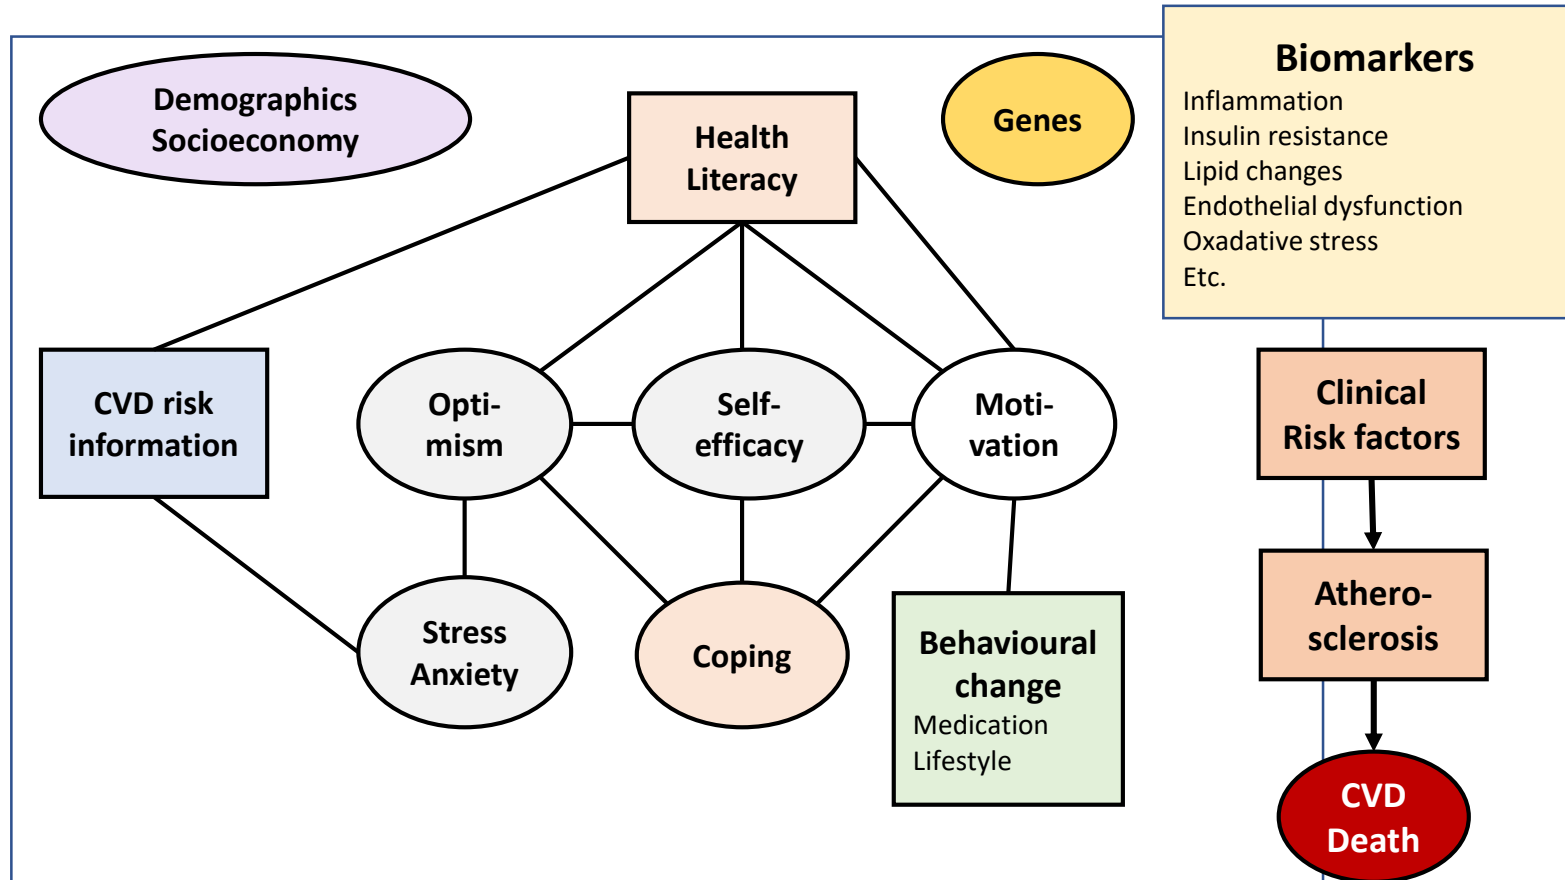 Demographics
Socioeconomy
Health
Literacy
Genes
Biomarkers
Inflammation
Insulin resistance
Lipid changes
Endothelial dysfunction
Oxadative stress
Etc.
CVD risk
information
Opti-
mism
Self-
efficacy
Moti-
vation
Clinical
Risk factors
Stress
Anxiety
Coping
Behavioural
change
Medication
Lifestyle
Athero-
sclerosis
CVD
Death